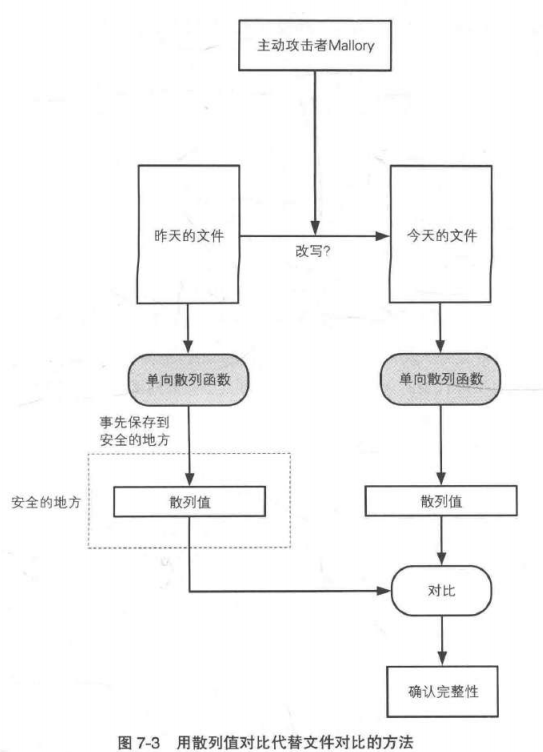 主动攻击者Mallory
昨天的文件
改写?
今天的文件
单向散列函数
单向散列函数
事先保存到
安全的地方
安全的地方
散列值
散列值
对比
确认完整性
图 7-3 用散列值对比代替文件对比的方法